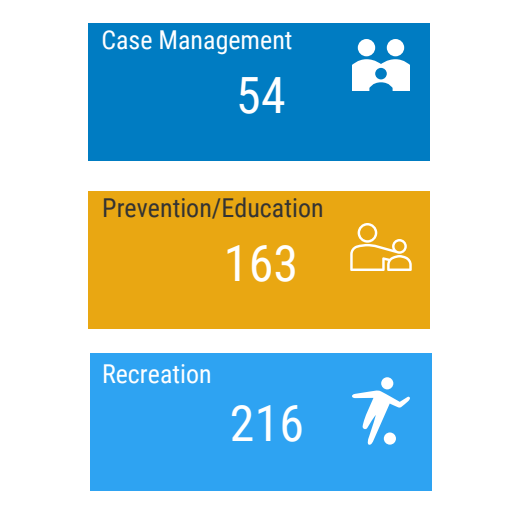 Case Management
54
Prevention/Education
163
Recreation
216